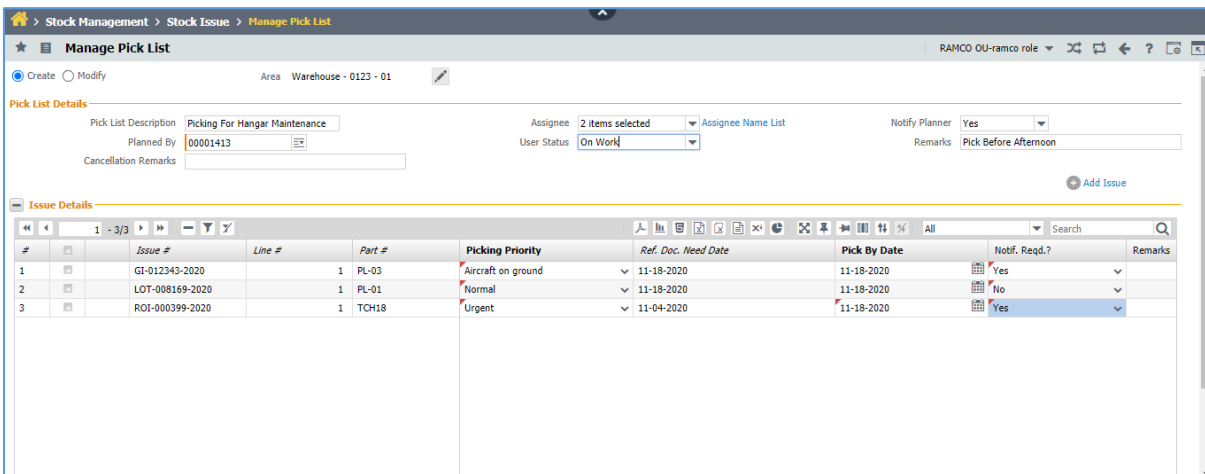 > Stock Management > Stock Issue > Manage Pick List
Manage Pick List RAMCO OU-ramco role ?
Create Modify Area Warehouse - 0123 - 01
Pick List Details
Pick List Description Picking For Hangar Maintenance Assignee 2 items selected Assignee Name List Notify Planner Yes
Planned By 00001413 User Status On Work Remarks Pick Before Afternoon
Cancellation Remarks
Add Issue
Issue Details
1 - 3/3 All Search
# Issue # Line # Part # Picking Priority Ref. Doc. Need Date Pick By Date Notif. Reqd.? Remarks
1 GI-012343-2020 1 PL-03 Aircraft on ground 11-18-2020 11-18-2020 Yes
2 LOT-008169-2020 1 PL-01 Normal 11-18-2020 11-18-2020 No
3 ROI-000399-2020 1 TCH18 Urgent 11-04-2020 11-18-2020 Yes